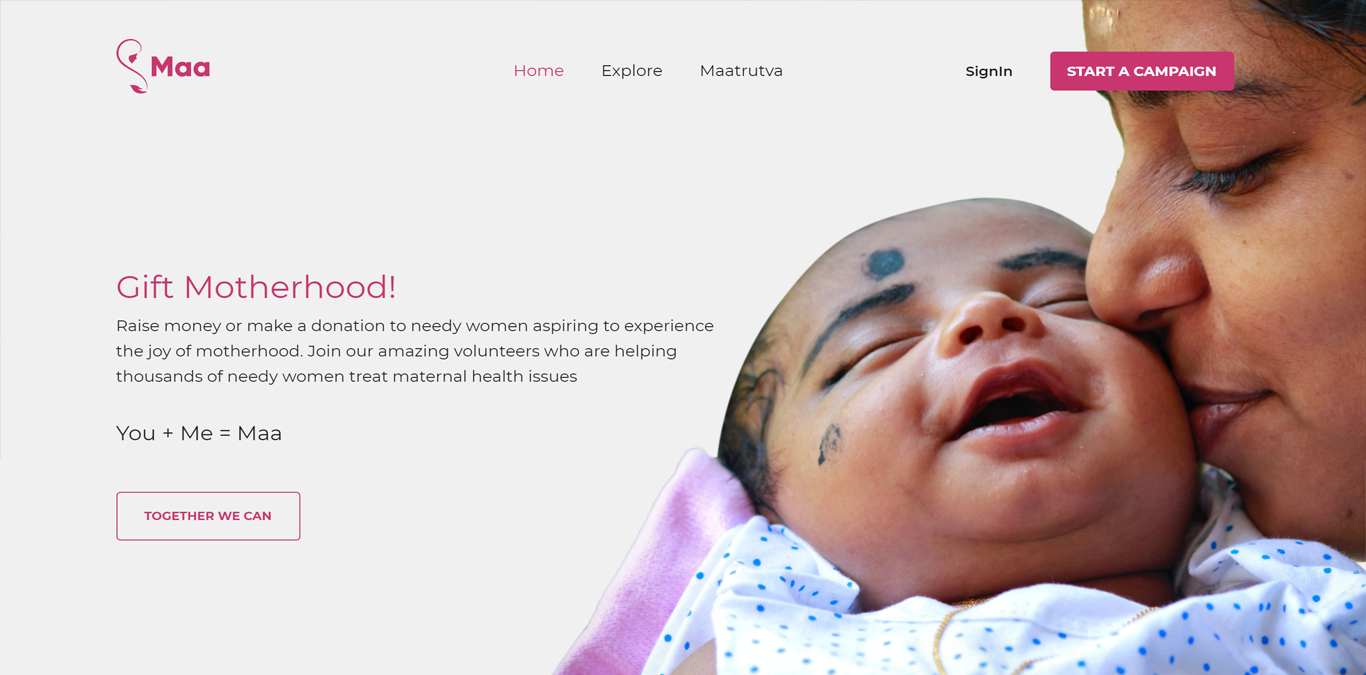 Maa
Home Explore Maatrutva SignIn START A CAMPAIGN
Gift Motherhood!
Raise money or make a donation to needy women aspiring to experience
the joy of motherhood. Join our amazing volunteers who are helping
thousands of needy women treat maternal health issues
You + Me = Maa
TOGETHER WE CAN